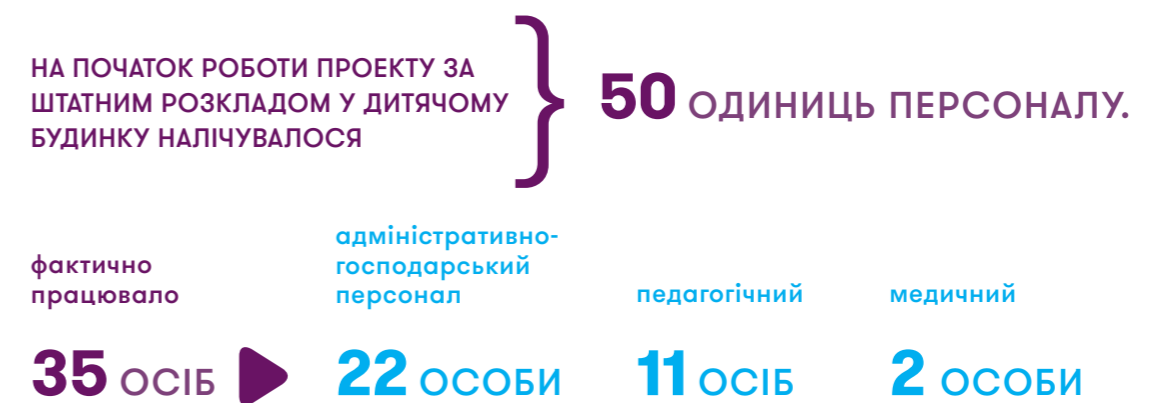 НА ПОЧАТОК РОБОТИ ПРОЕКТУ ЗА
ШТАТНИМ РОЗКЛАДОМ У ДИТЯЧОМУ
БУДИНКУ НАЛІЧУВАЛОСЯ
50 ОДИНИЦЬ ПЕРСОНАЛУ.
фактично
працювало
35 ОСІБ
адміністративно-
господарський
персонал
22 ОСОБИ
педагогічний
11 ОСІБ
медичний
2 ОСОБИ